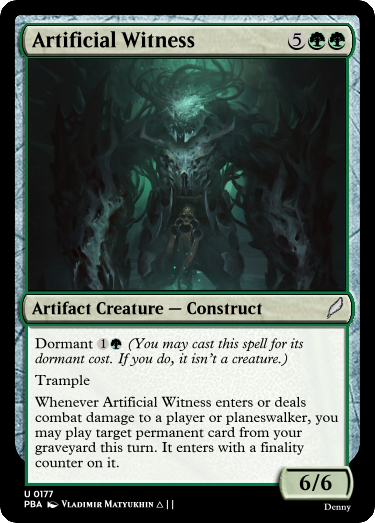 Artificial Witness 5
Artifact Creature — Construct
Dormant 1 (You may cast this spell for its
dormant cost. If you do, it isn't a creature.)
Trample
Whenever Artificial Witness enters or deals
combat damage to a player or planeswalker, you
may play target permanent card from your
graveyard this turn. It enters with a finality
counter on it.
6/6
U 0177
PBA Vladimir Matyukhin △ ||
Denny